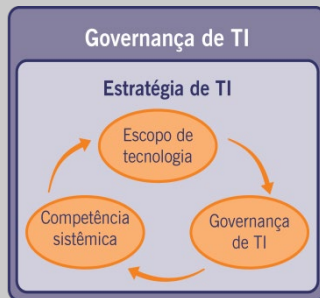 Governança de TI
Estratégia de TI
Escopo de
tecnologia
Competência
sistêmica
Governança
de TI